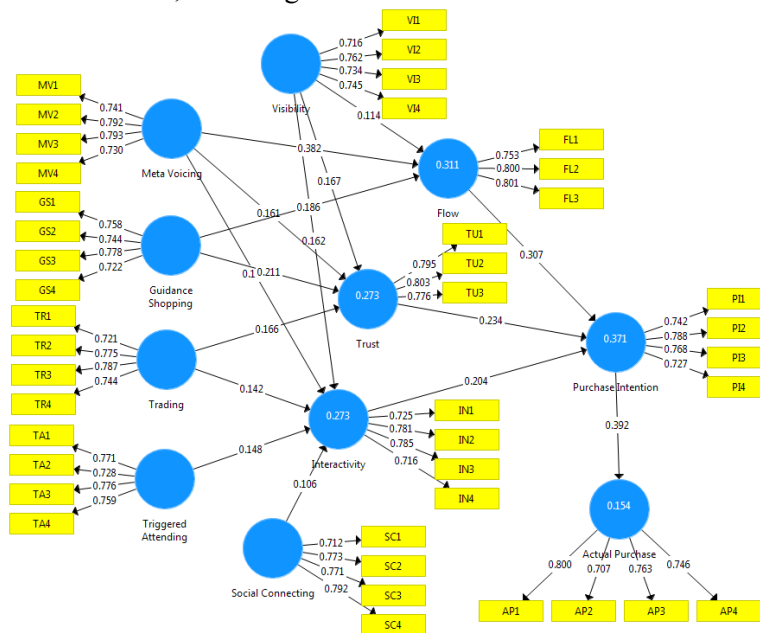 VI1
0.716
VI2
0.762
VI3
0.734
VI4
0.745
Visibility
0.114
MV1
0.741
MV2
0.792
MV3
0.793
MV4
0.730
Meta Voicing
0.382
0.167
0.311
Flow
FL1
0.753
FL2
0.800
FL3
0.801
GS1
0.758
GS2
0.744
GS3
0.778
GS4
0.722
Guidance
Shopping
0.186
0.161
0.162
0.211
TU1
0.795
TU2
0.803
TU3
0.776
0.273
Trust
0.307
0.234
TR1
0.721
TR2
0.775
TR3
0.787
TR4
0.744
Trading
0.166
0.142
0.371
Purchase Intention
PI1
0.742
PI2
0.788
PI3
0.768
PI4
0.727
0.204
0.273
Interactivity
IN1
0.725
IN2
0.781
IN3
0.785
IN4
0.716
0.392
TA1
0.771
TA2
0.728
TA3
0.776
TA4
0.759
Triggered
Attending
0.148
0.106
Social Connecting
SC1
0.712
SC2
0.773
SC3
0.771
SC4
0.792
0.154
Actual Purchase
0.800
0.707
0.763
0.746
AP1
AP2
AP3
AP4